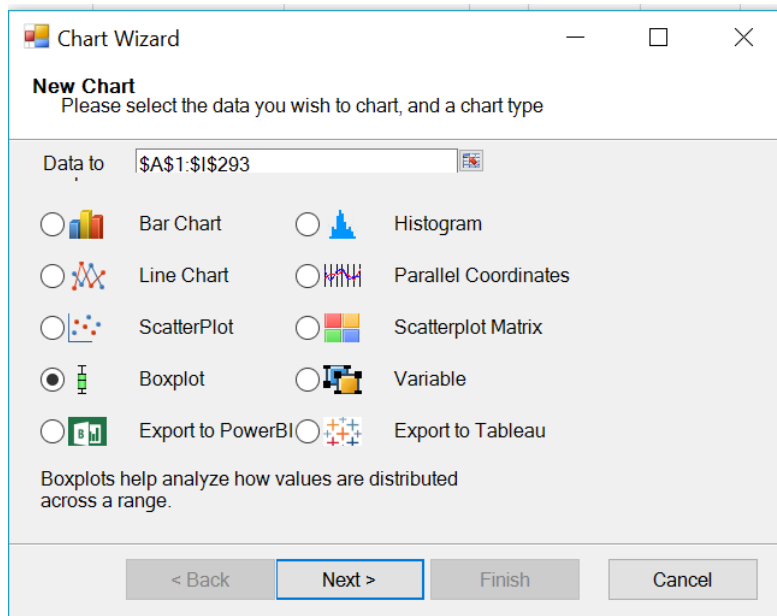 Chart Wizard
New Chart
Please select the data you wish to chart, and a chart type
Data to $A$1:$I$293
Bar Chart Histogram
Line Chart Parallel Coordinates
ScatterPlot Scatterplot Matrix
Boxplot Variable
Export to PowerBI Export to Tableau
Boxplots help analyze how values are distributed
across a range.
< Back Next > Finish Cancel